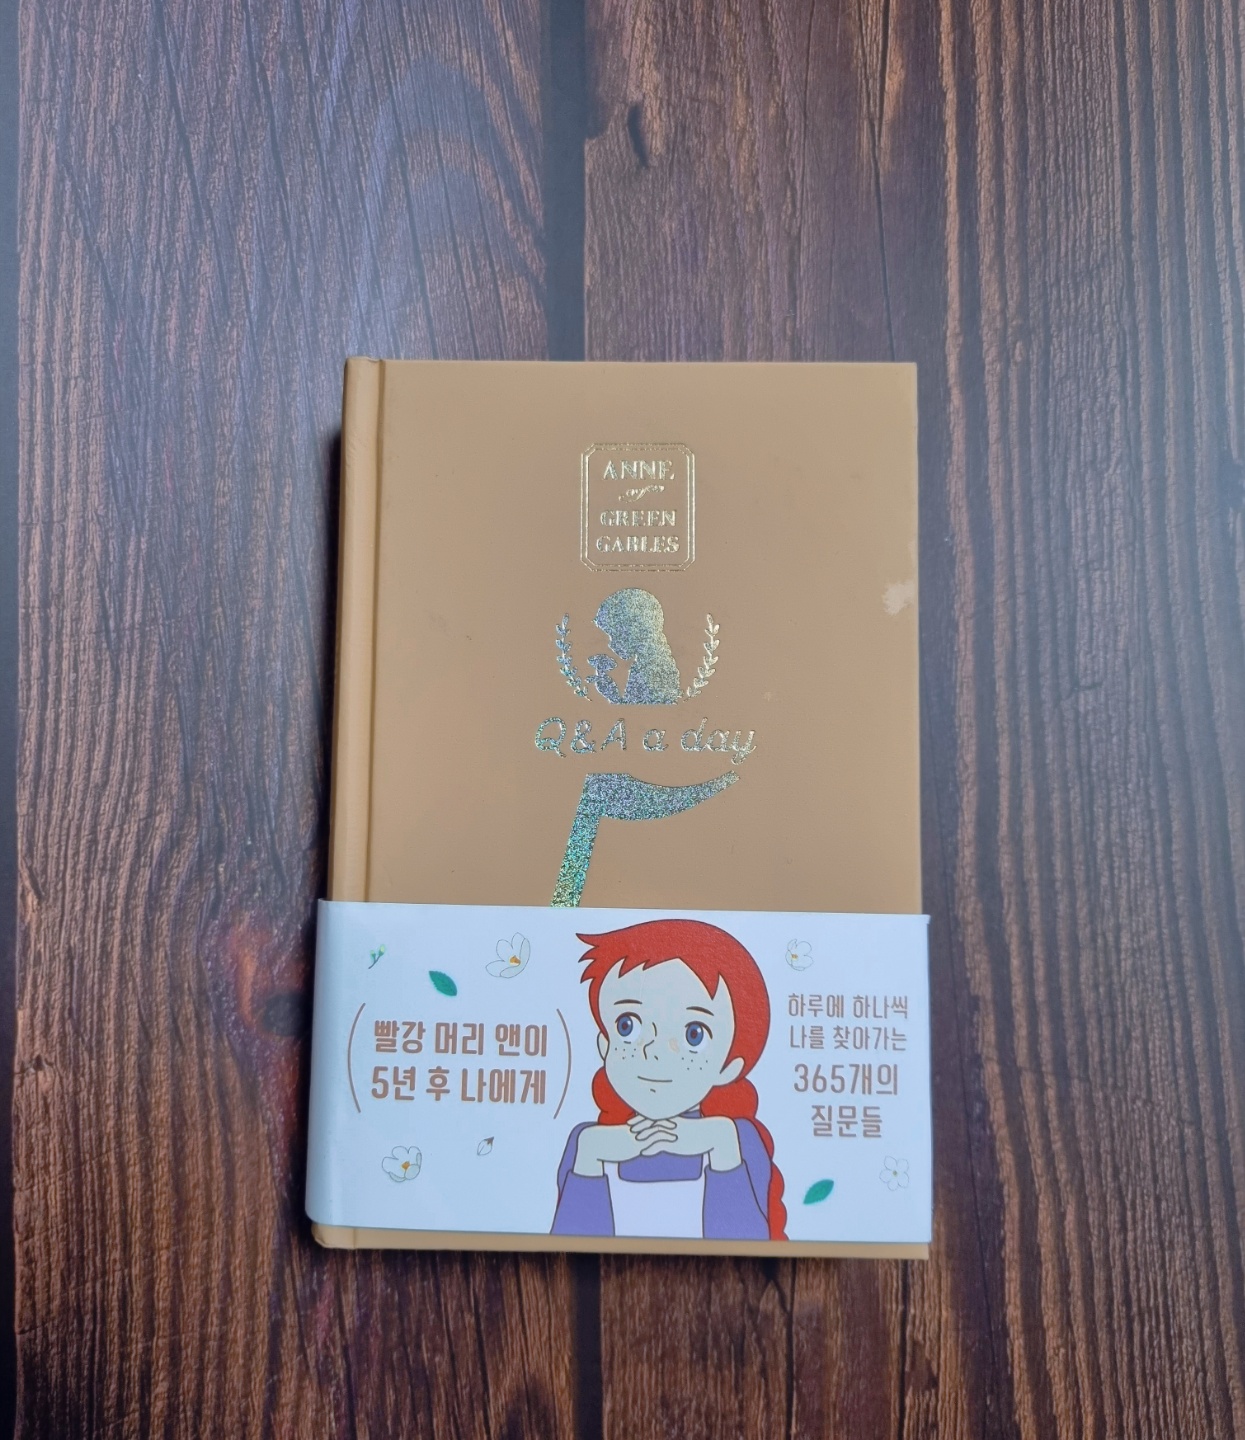 ANNE
of
GREEN
GABLES
Q&A a day
5
빨강 머리 앤이
5년 후 나에게
하루에 하나씩
나를 찾아가는
365개의
질문들